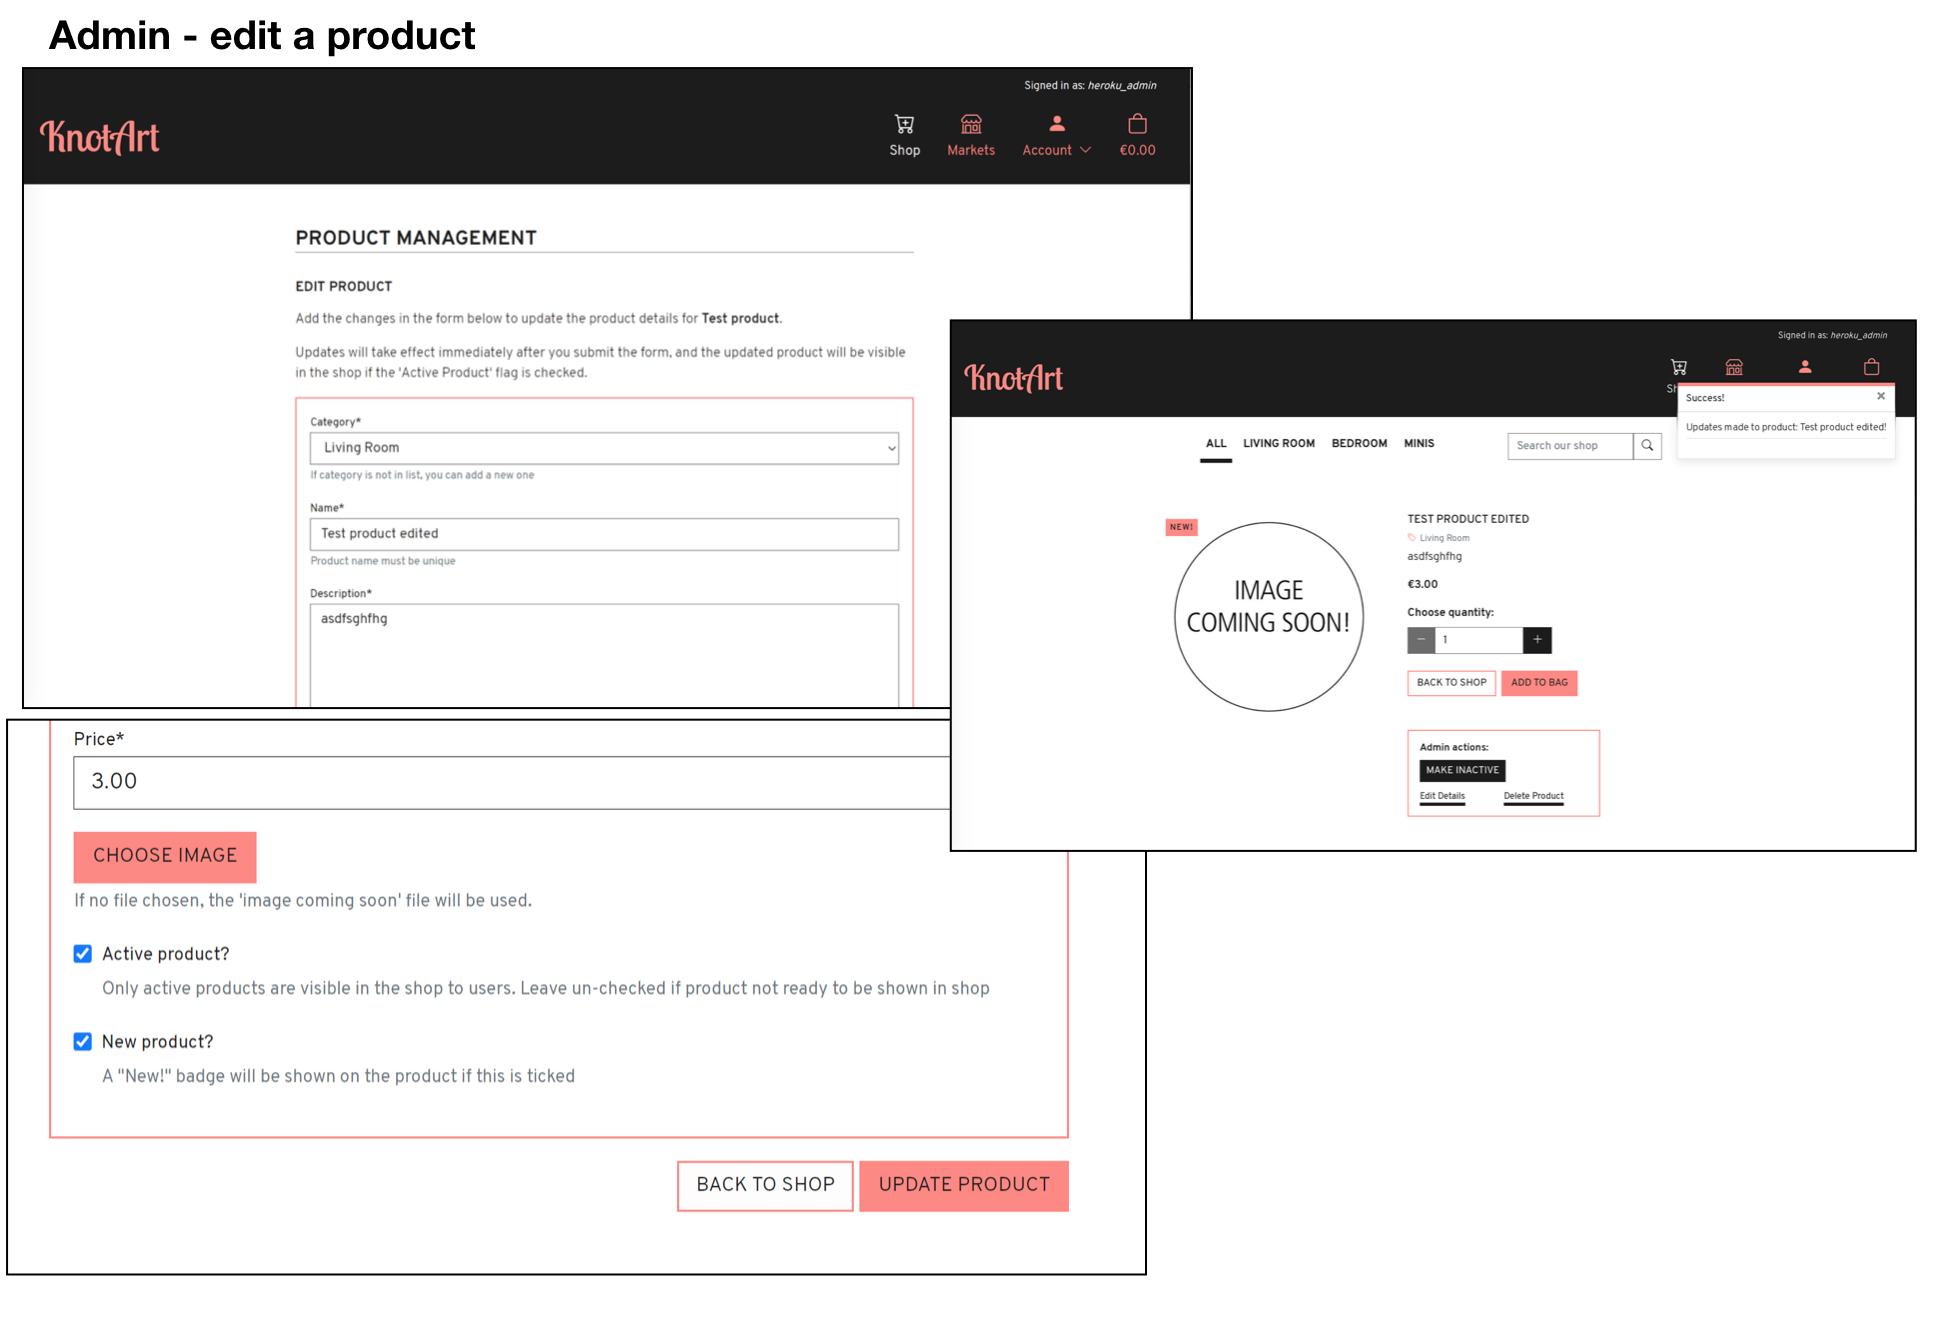 Admin - edit a product
Signed in as: heroku_admin
KnotArt
Shop
Markets
Account
€0.00
PRODUCT MANAGEMENT
EDIT PRODUCT
Add the changes in the form below to update the product details for Test product.
Updates will take effect immediately after you submit the form, and the updated product will be visible
in the shop if the 'Active Product' flag is checked.
Category*
Living Room
If category is not in list, you can add a new one
Name*
Test product edited
Product name must be unique
Description*
asdfsghfhg
Price*
3.00
CHOOSE IMAGE
If no file chosen, the 'image coming soon' file will be used.
Active product?
Only active products are visible in the shop to users. Leave un-checked if product not ready to be shown in shop
New product?
A "New!" badge will be shown on the product if this is ticked
BACK TO SHOP
UPDATE PRODUCT
Signed in as: heroku_admin
KnotArt
Success!
Updates made to product: Test product edited!
ALL
LIVING ROOM
BEDROOM
MINIS
Search our shop
NEW!
IMAGE
COMING SOON!
TEST PRODUCT EDITED
Living Room
asdfsghfhg
€3.00
Choose quantity:
1
BACK TO SHOP
ADD TO BAG
Admin actions:
MAKE INACTIVE
Edit Details
Delete Product